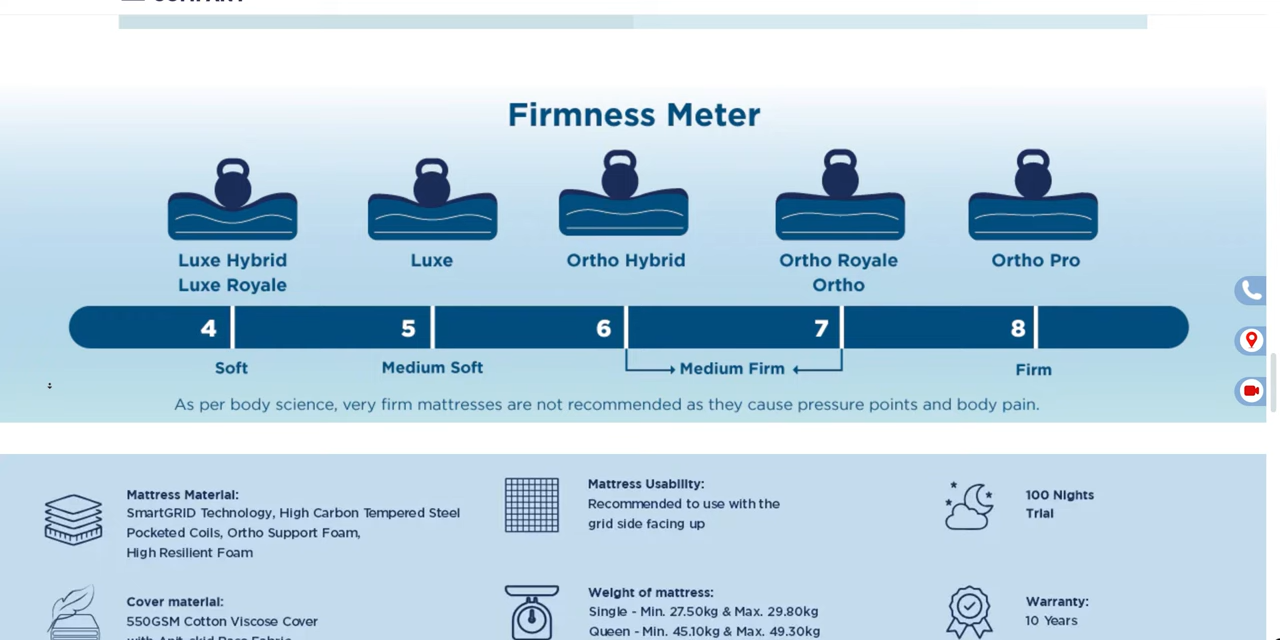 Firmness Meter
Luxe Hybrid
Luxe Royale
Luxe
Ortho Hybrid
Ortho Royale
Ortho
Ortho Pro
4
5
6
7
8
Soft
Medium Soft
Medium Firm
Firm
As per body science, very firm mattresses are not recommended as they cause pressure points and body pain.
Mattress Material:
SmartGRID Technology, High Carbon Tempered Steel
Pocketed Coils, Ortho Support Foam,
High Resilient Foam
Mattress Usability:
Recommended to use with the
grid side facing up
100 Nights
Trial
Cover material:
550GSM Cotton Viscose Cover
Weight of mattress:
Single - Min. 27.50kg & Max. 29.80kg
Queen - Min. 45.10kg & Max. 49.30kg
Warranty:
10 Years